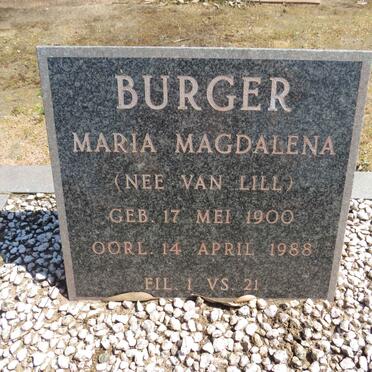 BURGER
MARIA MAGDALENA
(NEE VAN LILL)
GEB. 17 MEI 1900
OORL. 14 APRIL 1988
FIL. 1 VS. 21